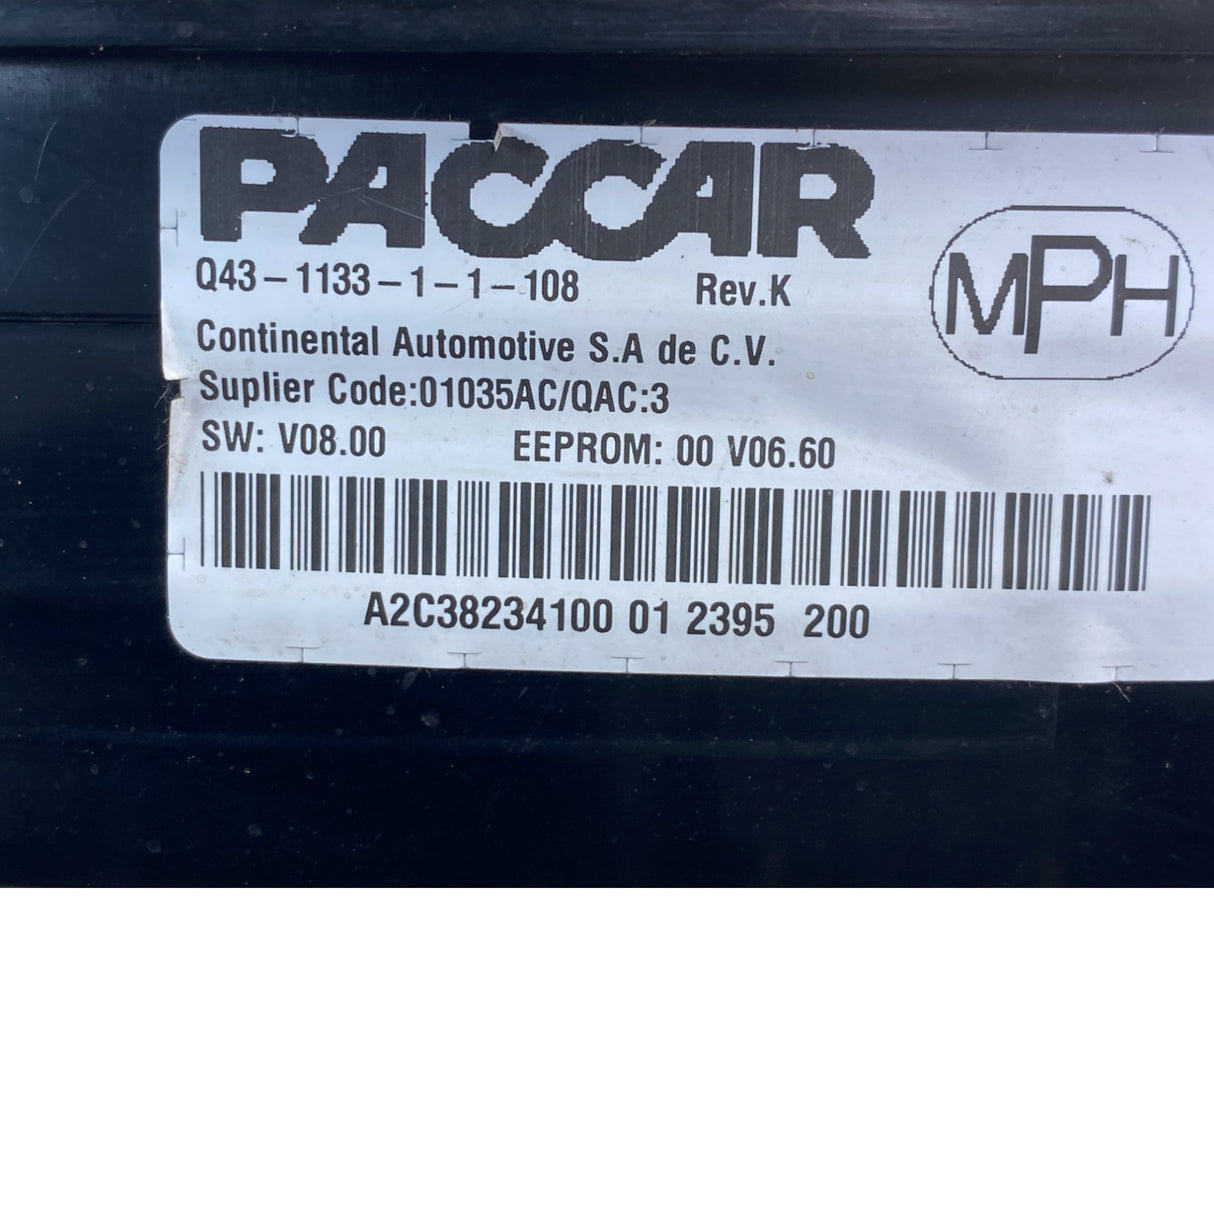 PACCAR
Q43-1133-1-1-108 Rev.K
MPH
Continental Automotive S.A de C.V.
Suplier Code:01035AC/QAC:3
SW: V08.00 EEPROM: 00 V06.60
A2C38234100 01 2395 200